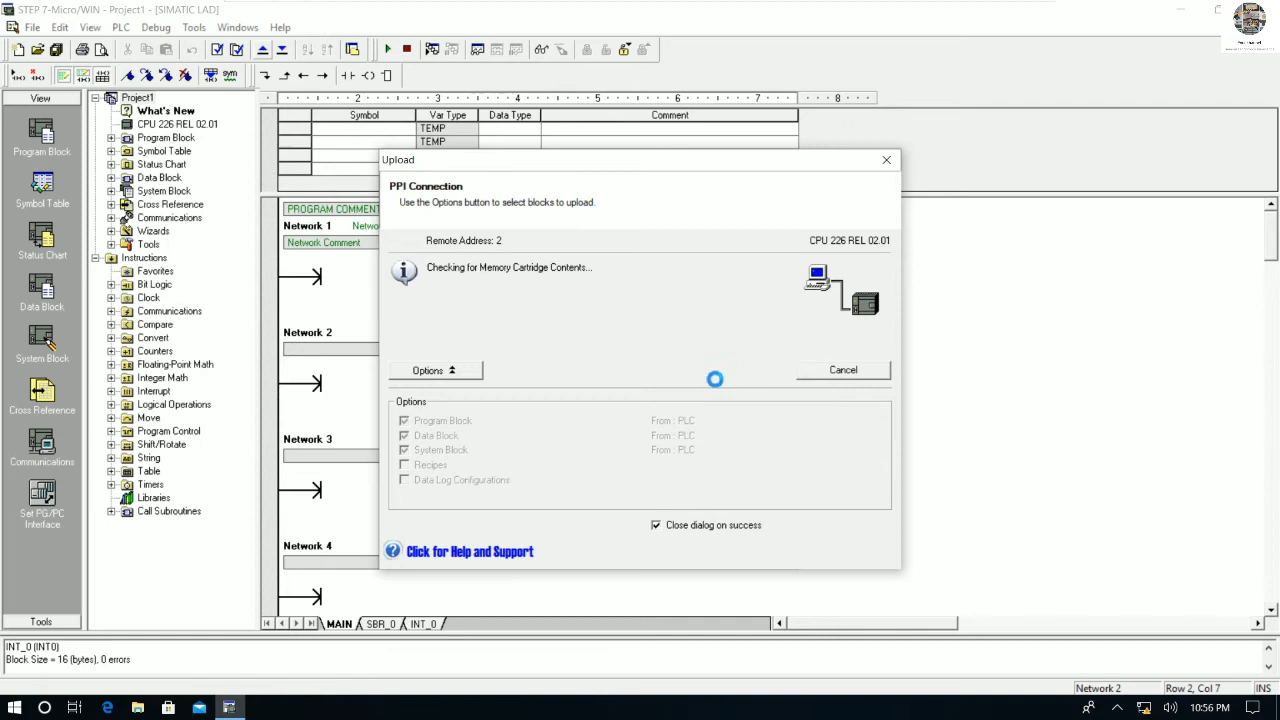 STEP 7-Micro/WIN - Project1 - [SIMATIC LAD]
File Edit View PLC Debug Tools Windows Help
sym
View
Program Block
Symbol Table
Status Chart
Data Block
System Block
Cross Reference
Communications
Set PG/PC
Interface
Tools
Project1
What's New
CPU 226 REL 02.01
Program Block
Symbol Table
Status Chart
Data Block
System Block
Cross Reference
Communications
Wizards
Tools
Instructions
Favorites
Bit Logic
Clock
Communications
Compare
Convert
Counters
Floating-Point Math
Integer Math
Interrupt
Logical Operations
Move
Program Control
Shift/Rotate
String
Table
Timers
Libraries
Call Subroutines
2 3 4 5 6 7 8
Symbol Var Type Data Type Comment
TEMP
TEMP
PROGRAM COMMENT
Network 1
Network Comment
Network 2
Network 3
Network 4
Upload
PPI Connection
Use the Options button to select blocks to upload.
Remote Address: 2 CPU 226 REL 02.01
Checking for Memory Cartridge Contents...
Options Cancel
Options
Program Block From : PLC
Data Block From : PLC
System Block From : PLC
Recipes
Data Log Configurations
Close dialog on success
Click for Help and Support
MAIN SBR_0 INT_0
INT_0 (INT0)
Block Size = 16 (bytes), 0 errors
Network 2 Row 2, Col 7 INS
10:56 PM